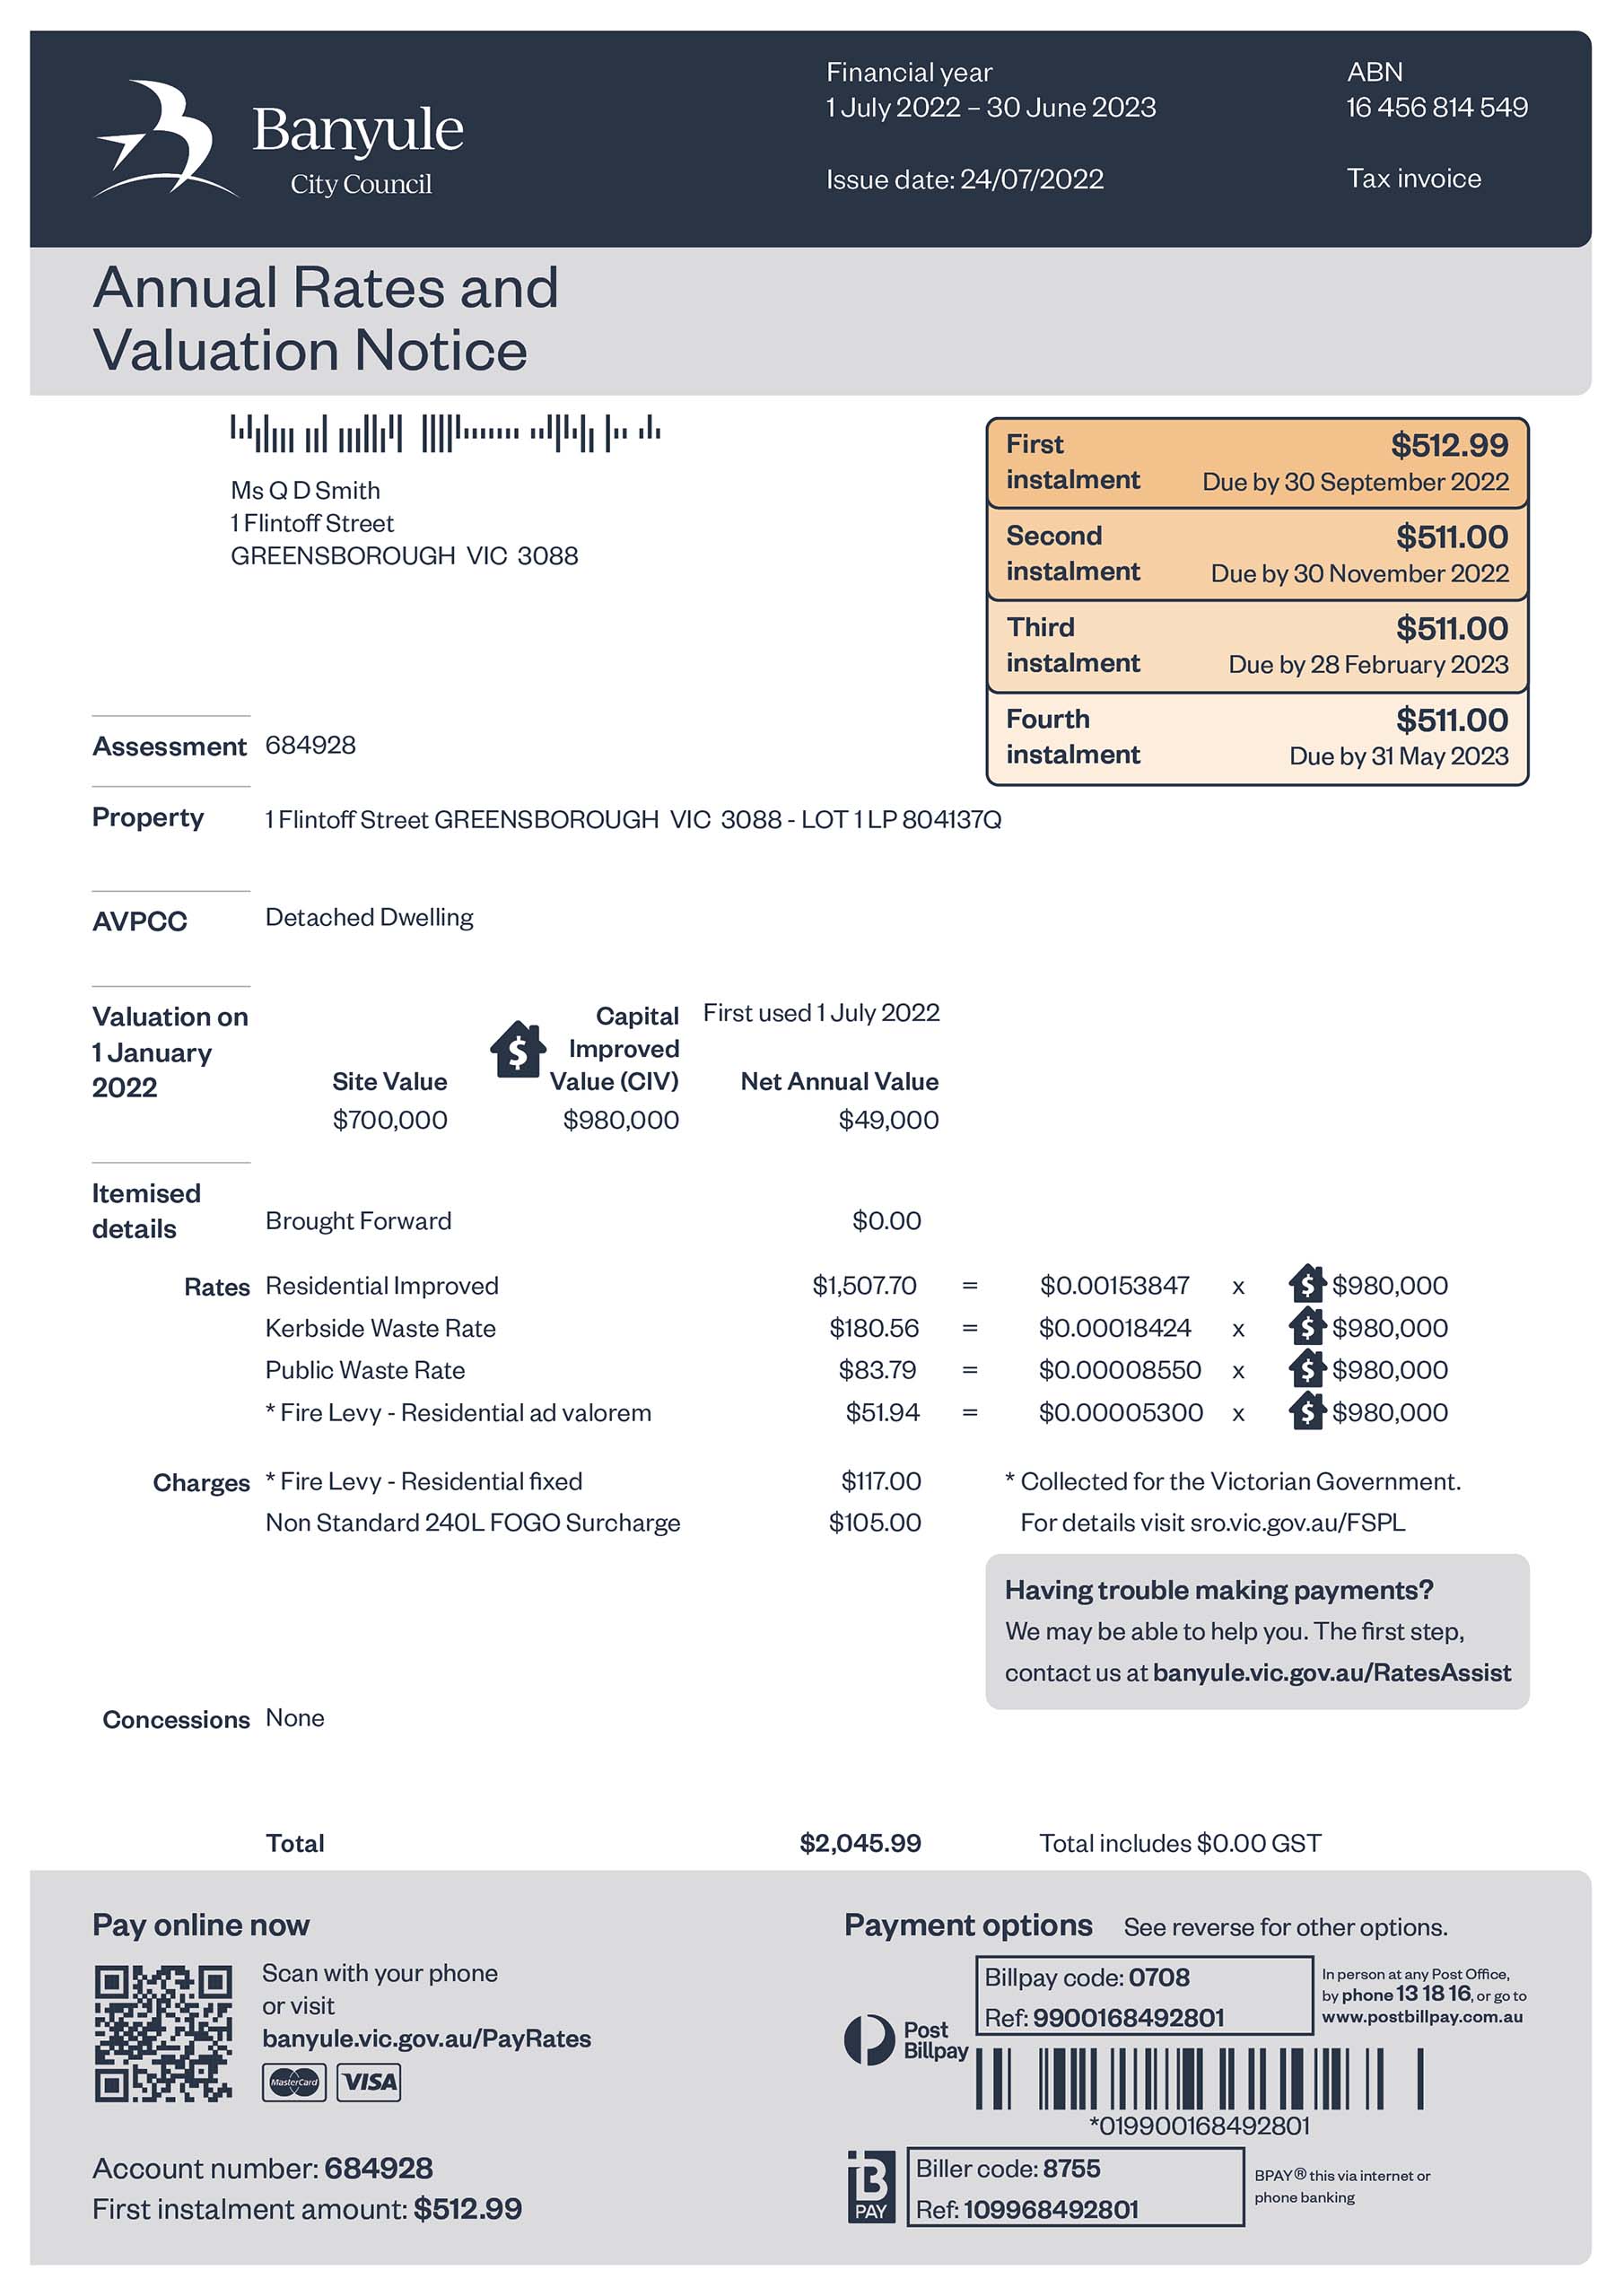 Banyule
City Council
Financial year
1 July 2022 – 30 June 2023
Issue date: 24/07/2022
ABN
16 456 814 549
Tax invoice
Annual Rates and
Valuation Notice
Ms Q D Smith
1 Flintoff Street
GREENSBOROUGH VIC 3088
First instalment $512.99
Due by 30 September 2022
Second instalment $511.00
Due by 30 November 2022
Third instalment $511.00
Due by 28 February 2023
Fourth instalment $511.00
Due by 31 May 2023
Assessment 684928
Property 1 Flintoff Street GREENSBOROUGH VIC 3088 - LOT 1 LP 804137Q
AVPCC Detached Dwelling
Valuation on
1 January
2022
First used 1 July 2022
Site Value
$700,000
$
Capital
Improved
Value (CIV)
$980,000
Net Annual Value
$49,000
Itemised
details
Brought Forward $0.00
Rates Residential Improved $1,507.70 = $0.00153847 x $ $980,000
Kerbside Waste Rate $180.56 = $0.00018424 x $ $980,000
Public Waste Rate $83.79 = $0.00008550 x $ $980,000
* Fire Levy - Residential ad valorem $51.94 = $0.00005300 x $ $980,000
Charges * Fire Levy - Residential fixed $117.00 * Collected for the Victorian Government.
Non Standard 240L FOGO Surcharge $105.00 For details visit sro.vic.gov.au/FSPL
Having trouble making payments?
We may be able to help you. The first step,
contact us at banyule.vic.gov.au/RatesAssist
Concessions None
Total $2,045.99 Total includes $0.00 GST
Pay online now
Scan with your phone
or visit
banyule.vic.gov.au/PayRates
MasterCard VISA
Account number: 684928
First instalment amount: $512.99
Payment options See reverse for other options.
Post
Billpay
Billpay code: 0708
Ref: 9900168492801
In person at any Post Office,
by phone 13 18 16, or go to
www.postbillpay.com.au
*019900168492801
B
PAY
Biller code: 8755
Ref: 109968492801
BPAY® this via internet or
phone banking